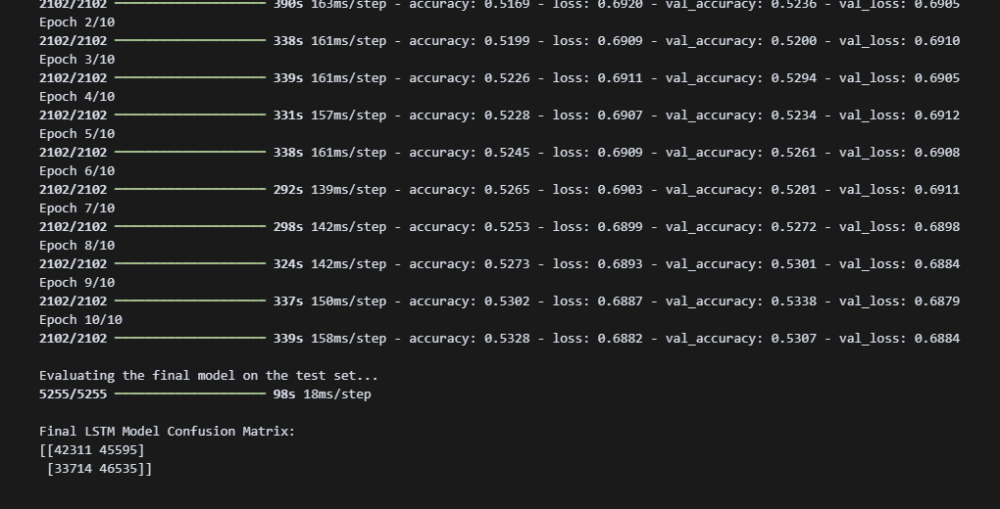 2102/2102 ━━━━━━━━━━━━━━━━━━━━ 390s 163ms/step - accuracy: 0.5169 - loss: 0.6920 - val_accuracy: 0.5236 - val_loss: 0.6905
Epoch 2/10
2102/2102 ━━━━━━━━━━━━━━━━━━━━ 338s 161ms/step - accuracy: 0.5199 - loss: 0.6909 - val_accuracy: 0.5200 - val_loss: 0.6910
Epoch 3/10
2102/2102 ━━━━━━━━━━━━━━━━━━━━ 339s 161ms/step - accuracy: 0.5226 - loss: 0.6911 - val_accuracy: 0.5294 - val_loss: 0.6905
Epoch 4/10
2102/2102 ━━━━━━━━━━━━━━━━━━━━ 331s 157ms/step - accuracy: 0.5228 - loss: 0.6907 - val_accuracy: 0.5234 - val_loss: 0.6912
Epoch 5/10
2102/2102 ━━━━━━━━━━━━━━━━━━━━ 338s 161ms/step - accuracy: 0.5245 - loss: 0.6909 - val_accuracy: 0.5261 - val_loss: 0.6908
Epoch 6/10
2102/2102 ━━━━━━━━━━━━━━━━━━━━ 292s 139ms/step - accuracy: 0.5265 - loss: 0.6903 - val_accuracy: 0.5201 - val_loss: 0.6911
Epoch 7/10
2102/2102 ━━━━━━━━━━━━━━━━━━━━ 298s 142ms/step - accuracy: 0.5253 - loss: 0.6899 - val_accuracy: 0.5272 - val_loss: 0.6898
Epoch 8/10
2102/2102 ━━━━━━━━━━━━━━━━━━━━ 324s 142ms/step - accuracy: 0.5273 - loss: 0.6893 - val_accuracy: 0.5301 - val_loss: 0.6884
Epoch 9/10
2102/2102 ━━━━━━━━━━━━━━━━━━━━ 337s 150ms/step - accuracy: 0.5302 - loss: 0.6887 - val_accuracy: 0.5338 - val_loss: 0.6879
Epoch 10/10
2102/2102 ━━━━━━━━━━━━━━━━━━━━ 339s 158ms/step - accuracy: 0.5328 - loss: 0.6882 - val_accuracy: 0.5307 - val_loss: 0.6884
Evaluating the final model on the test set...
5255/5255 ━━━━━━━━━━━━━━━━━━━━ 98s 18ms/step
Final LSTM Model Confusion Matrix:
[[42311 45595]
 [33714 46535]]